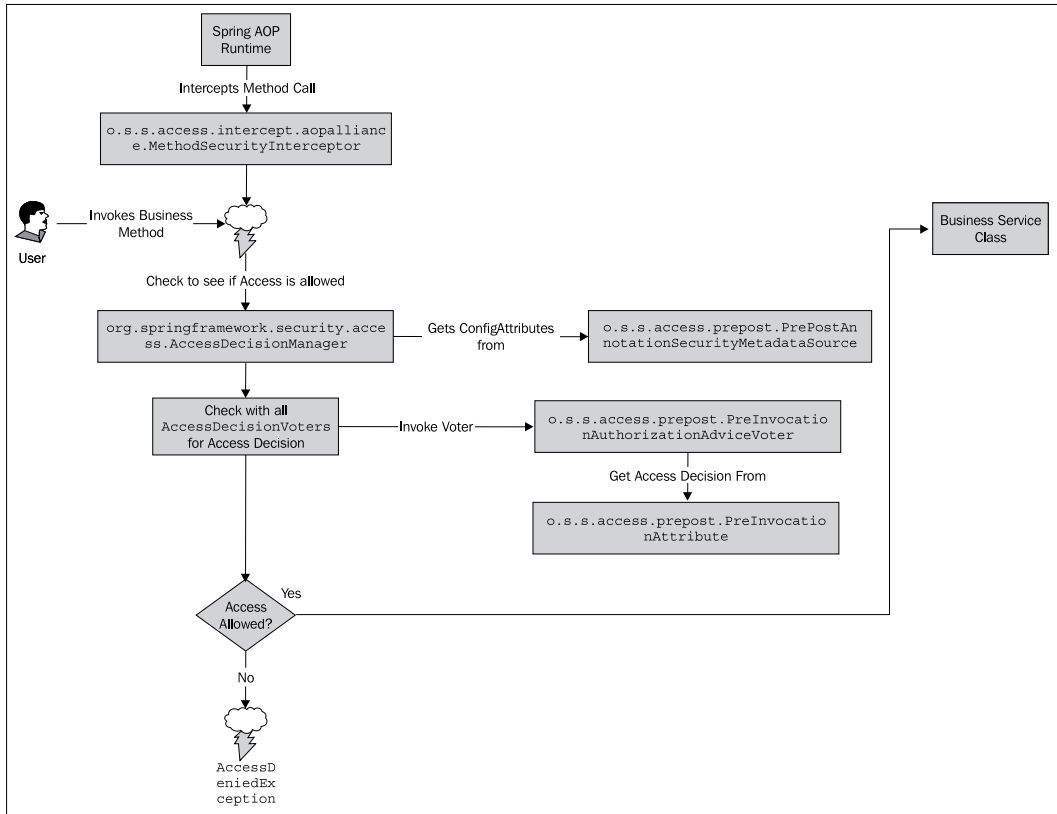 Spring AOP
Runtime
Intercepts Method Call
o.s.s.access.intercept.aopallianc
e.MethodSecurityInterceptor
Invokes Business
Method
User
Business Service
Class
Check to see if Access is allowed
org.springframework.security.acce
ss.AccessDecisionManager
Gets ConfigAttributes
from
o.s.s.access.prepost.PrePostAn
notationSecurityMetadataSource
Check with all
AccessDecisionVoters
for Access Decision
Invoke Voter
o.s.s.access.prepost.PreInvocatio
nAuthorizationAdviceVoter
Get Access Decision From
o.s.s.access.prepost.PreInvocatio
nAttribute
Access
Allowed?
Yes
No
AccessD
eniedEx
ception